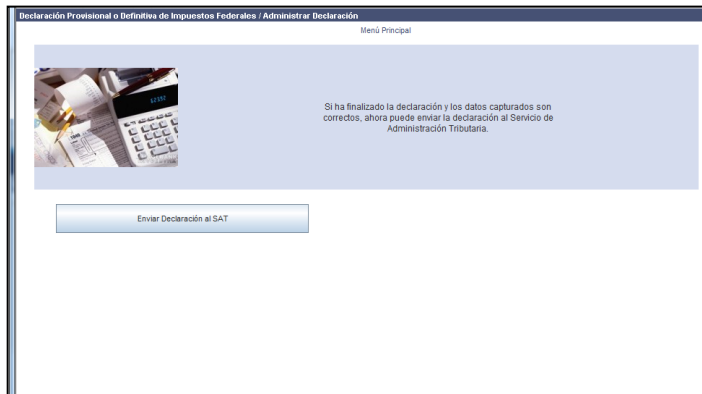 Declaración Provisional o Definitiva de Impuestos Federales / Administrar Declaración
Menú Principal
Si ha finalizado la declaración y los datos capturados son
correctos, ahora puede enviar la declaración al Servicio de
Administración Tributaria.
Enviar Declaración al SAT